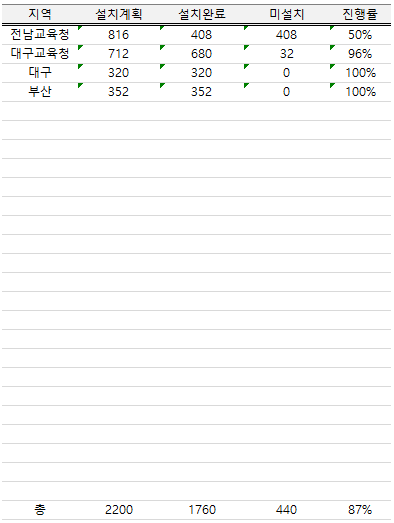 지역 설치계획 설치완료 미설치 진행률
전남교육청 816 408 408 50%
대구교육청 712 680 32 96%
대구 320 320 0 100%
부산 352 352 0 100%
총 2200 1760 440 87%